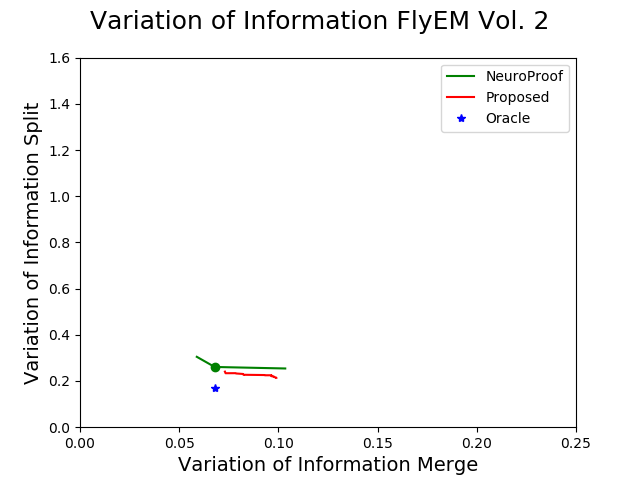 Variation of Information FlyEM Vol. 2
Variation of Information Split
1.6
1.4
1.2
1.0
0.8
0.6
0.4
0.2
0.0
NeuroProof
Proposed
Oracle
0.00
0.05
0.10
0.15
0.20
0.25
Variation of Information Merge